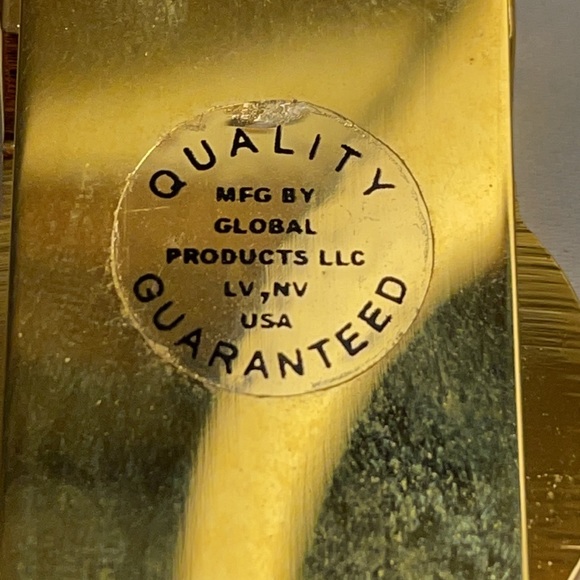 QUALITY
MFG BY
GLOBAL
PRODUCTS LLC
LV,NV
USA
GUARANTEED